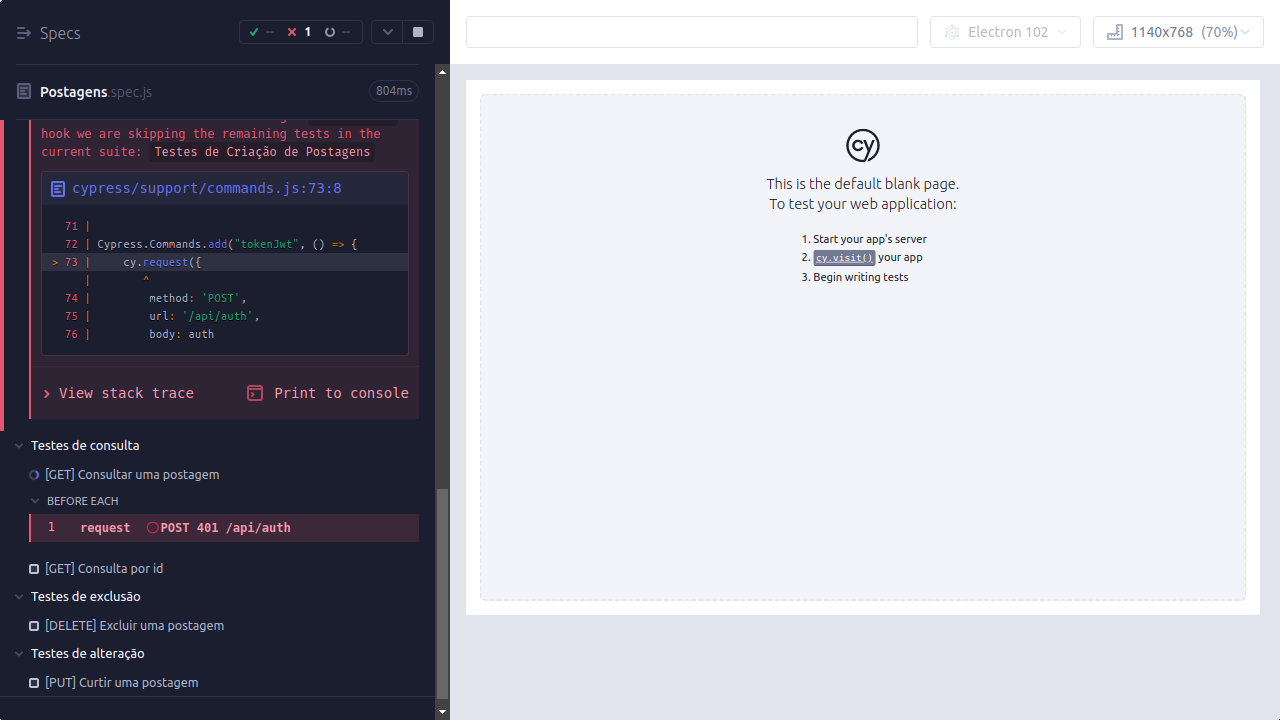 Specs
-- 1 --
Postagens.spec.js 804ms
hook we are skipping the remaining tests in the
current suite: Testes de Criação de Postagens
cypress/support/commands.js:73:8
71 |
72 | Cypress.Commands.add("tokenJwt", () => {
> 73 |     cy.request({
|        ^
74 |         method: 'POST',
75 |         url: '/api/auth',
76 |         body: auth
> View stack trace
Print to console
Testes de consulta
[GET] Consultar uma postagem
BEFORE EACH
1 request POST 401 /api/auth
[GET] Consulta por id
Testes de exclusão
[DELETE] Excluir uma postagem
Testes de alteração
[PUT] Curtir uma postagem
Electron 102
1140x768 (70%)
cy
This is the default blank page.
To test your web application:
1. Start your app's server
2. cy.visit() your app
3. Begin writing tests